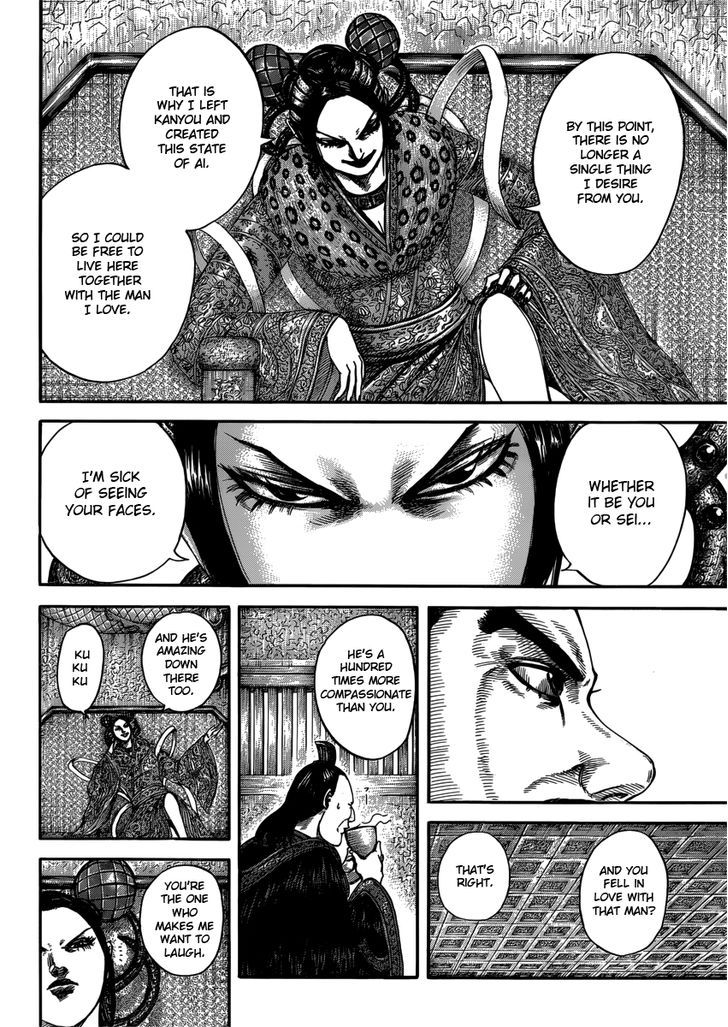 BY THIS POINT,
THERE IS NO
LONGER A
SINGLE THING
I DESIRE
FROM YOU.
THAT IS
WHY I LEFT
KANYOU AND
CREATED
THIS STATE
OF AI.
SO I COULD
BE FREE TO
LIVE HERE
TOGETHER
WITH THE MAN
I LOVE.
WHETHER
IT BE YOU
OR SEI...
I'M SICK
OF SEEING
YOUR FACES.
HE'S A
HUNDRED
TIMES MORE
COMPASSIONATE
THAN YOU.
?
AND HE'S
AMAZING
DOWN
THERE
TOO.
KU
KU
KU
AND YOU
FELL IN
LOVE WITH
THAT MAN?
THAT'S
RIGHT.
YOU'RE
THE ONE
WHO
MAKES ME
WANT TO
LAUGH.